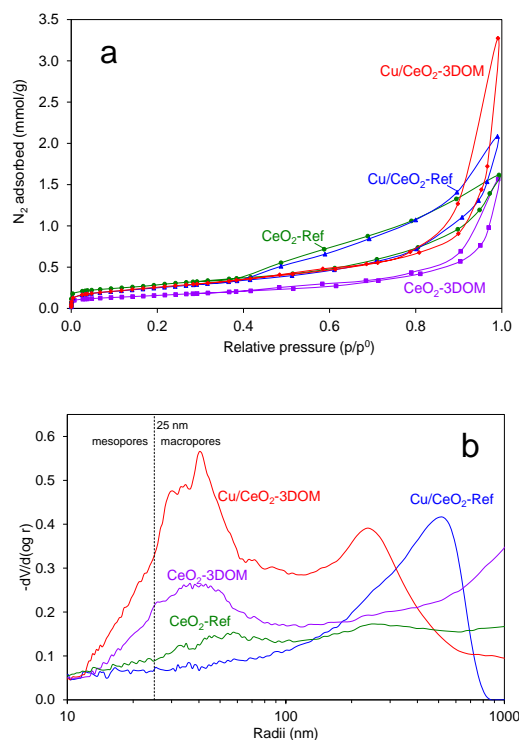 3.5
3.0
2.5
2.0
1.5
1.0
0.5
0.0
N₂ adsorbed (mmol/g)
a
Cu/CeO₂-3DOM
Cu/CeO₂-Ref
CeO₂-Ref
CeO₂-3DOM
0.0 0.2 0.4 0.6 0.8 1.0
Relative pressure (p/p⁰)
0.6
0.5
0.4
0.3
0.2
0.1
0.0
-dV/d(og r)
25 nm
mesopores macropores
b
Cu/CeO₂-3DOM
Cu/CeO₂-Ref
CeO₂-3DOM
CeO₂-Ref
10 100 1000
Radii (nm)